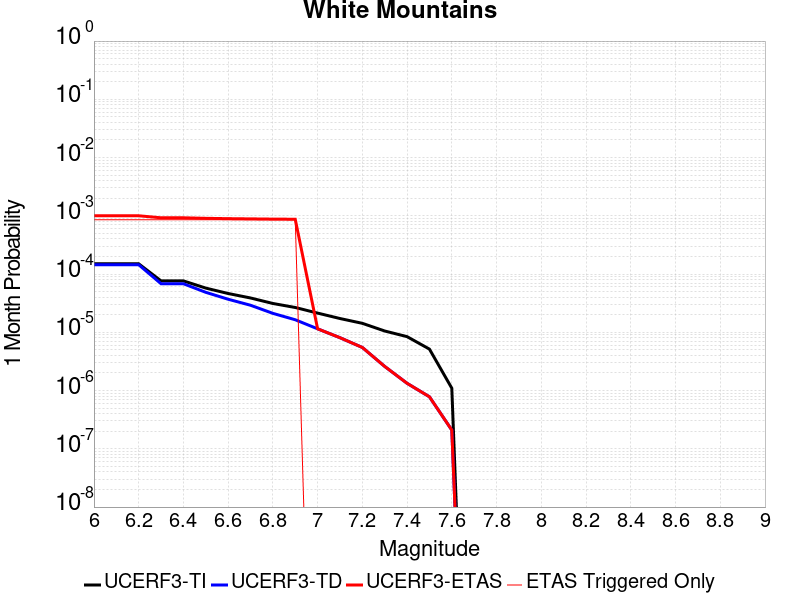 White Mountains
10^0
10^-1
10^-2
10^-3
10^-4
10^-5
10^-6
10^-7
10^-8
1 Month Probability
6 6.2 6.4 6.6 6.8 7 7.2 7.4 7.6 7.8 8 8.2 8.4 8.6 8.8 9
Magnitude
UCERF3-TI UCERF3-TD UCERF3-ETAS ETAS Triggered Only